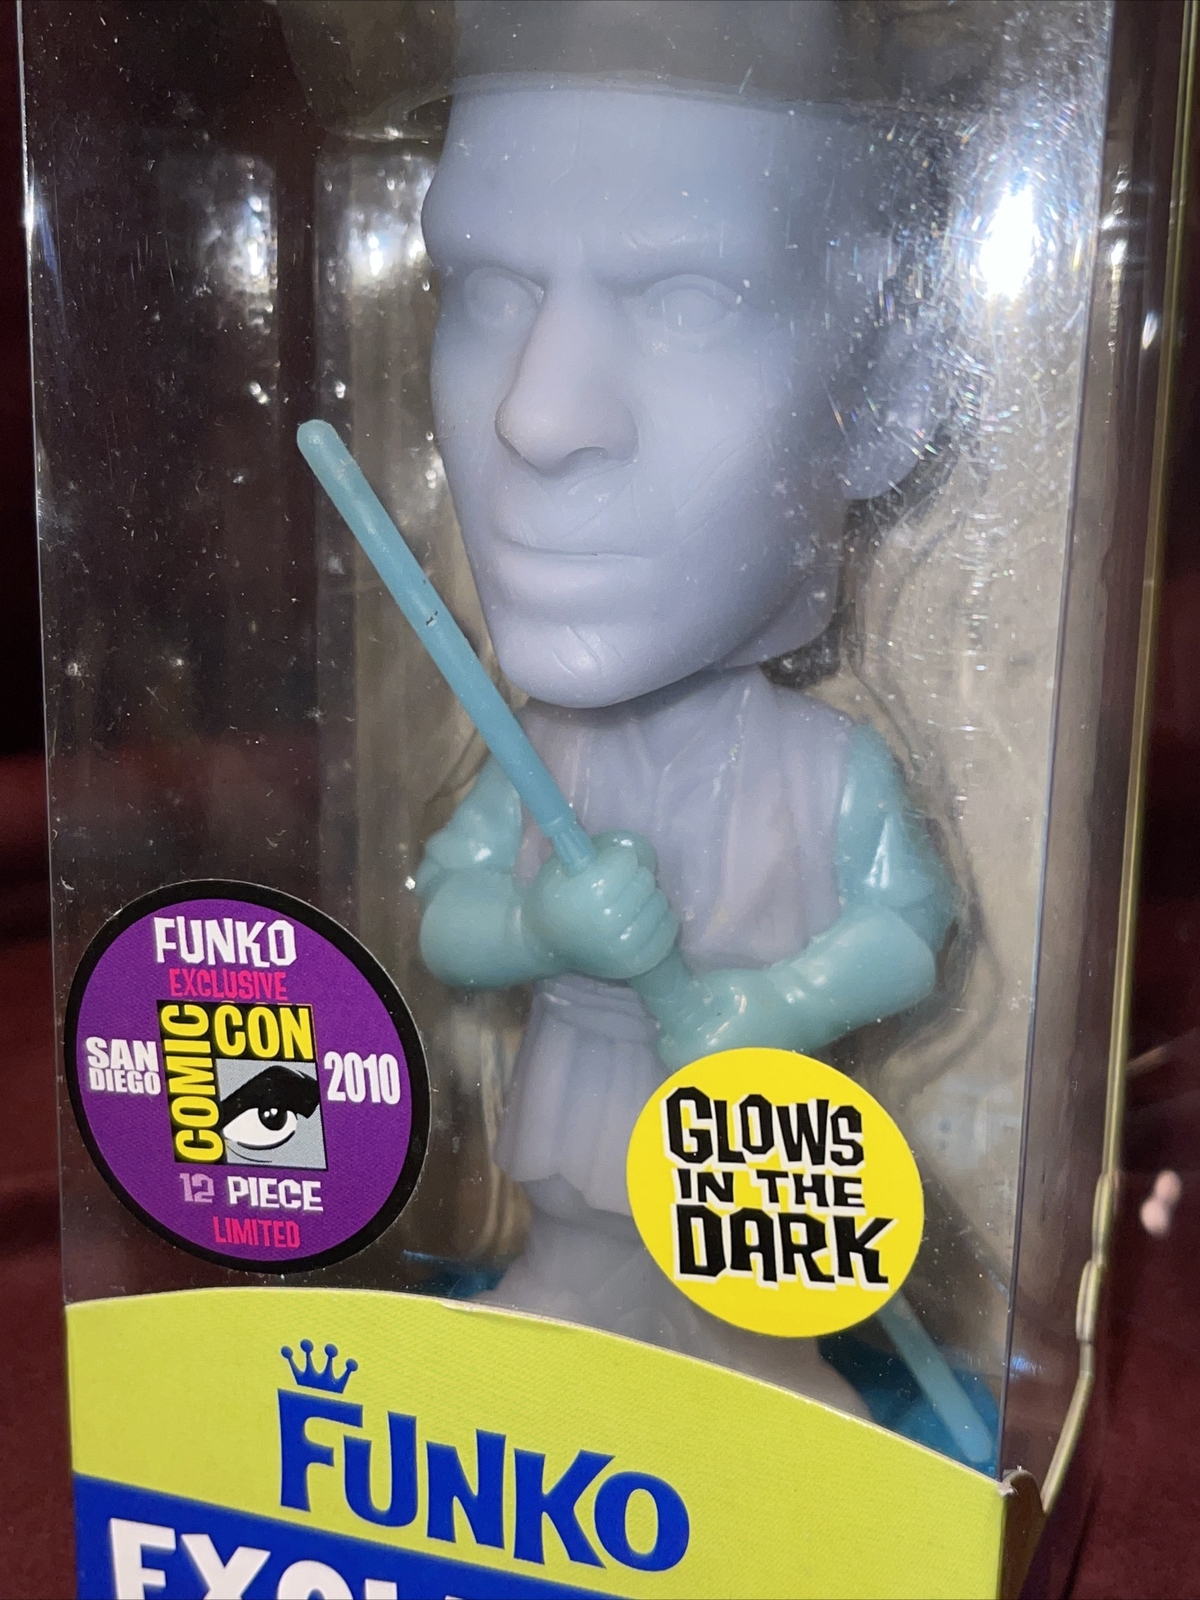 FUNKO
EXCLUSIVE
SAN DIEGO
COMIC CON
2010
12 PIECE
LIMITED
GLOWS
IN THE
DARK
FUNKO